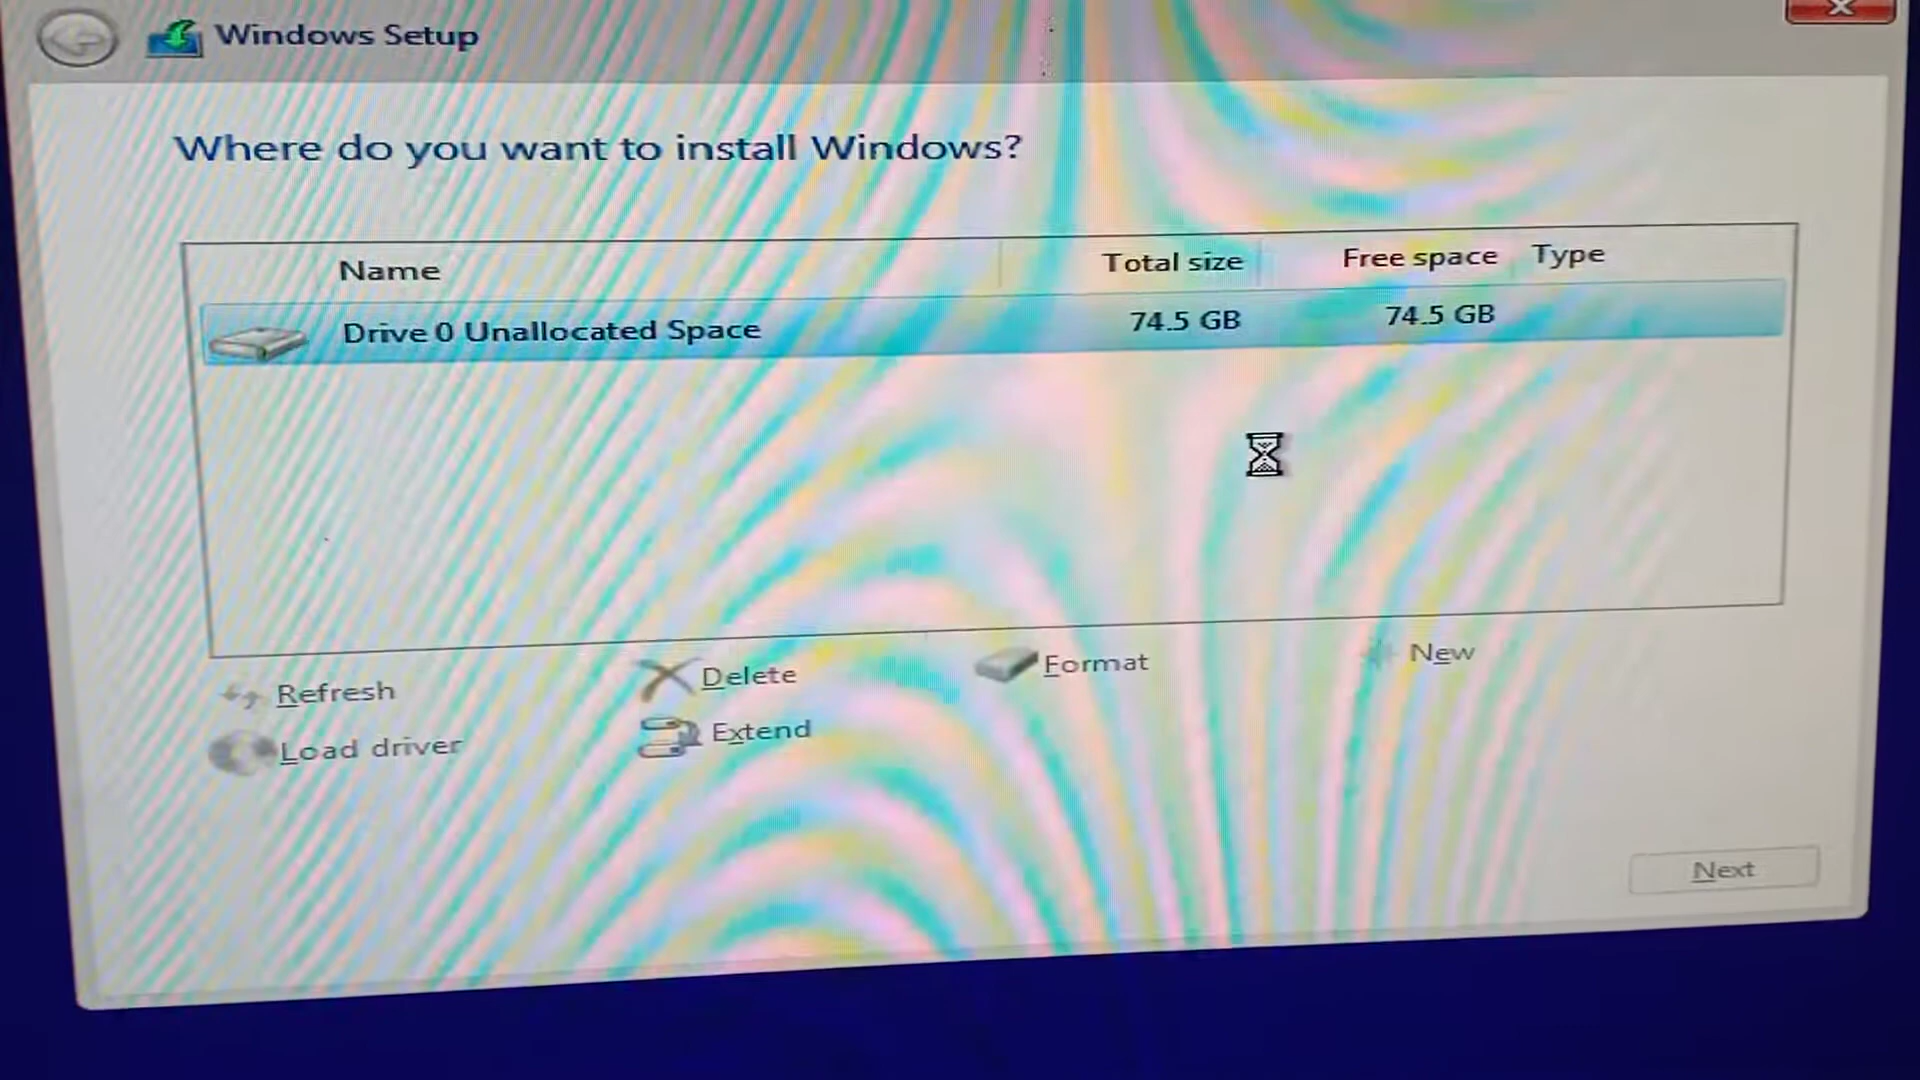 Windows Setup
Where do you want to install Windows?
Name Total size Free space Type
Drive 0 Unallocated Space 74.5 GB 74.5 GB
Refresh Delete Format New
Load driver Extend
Next